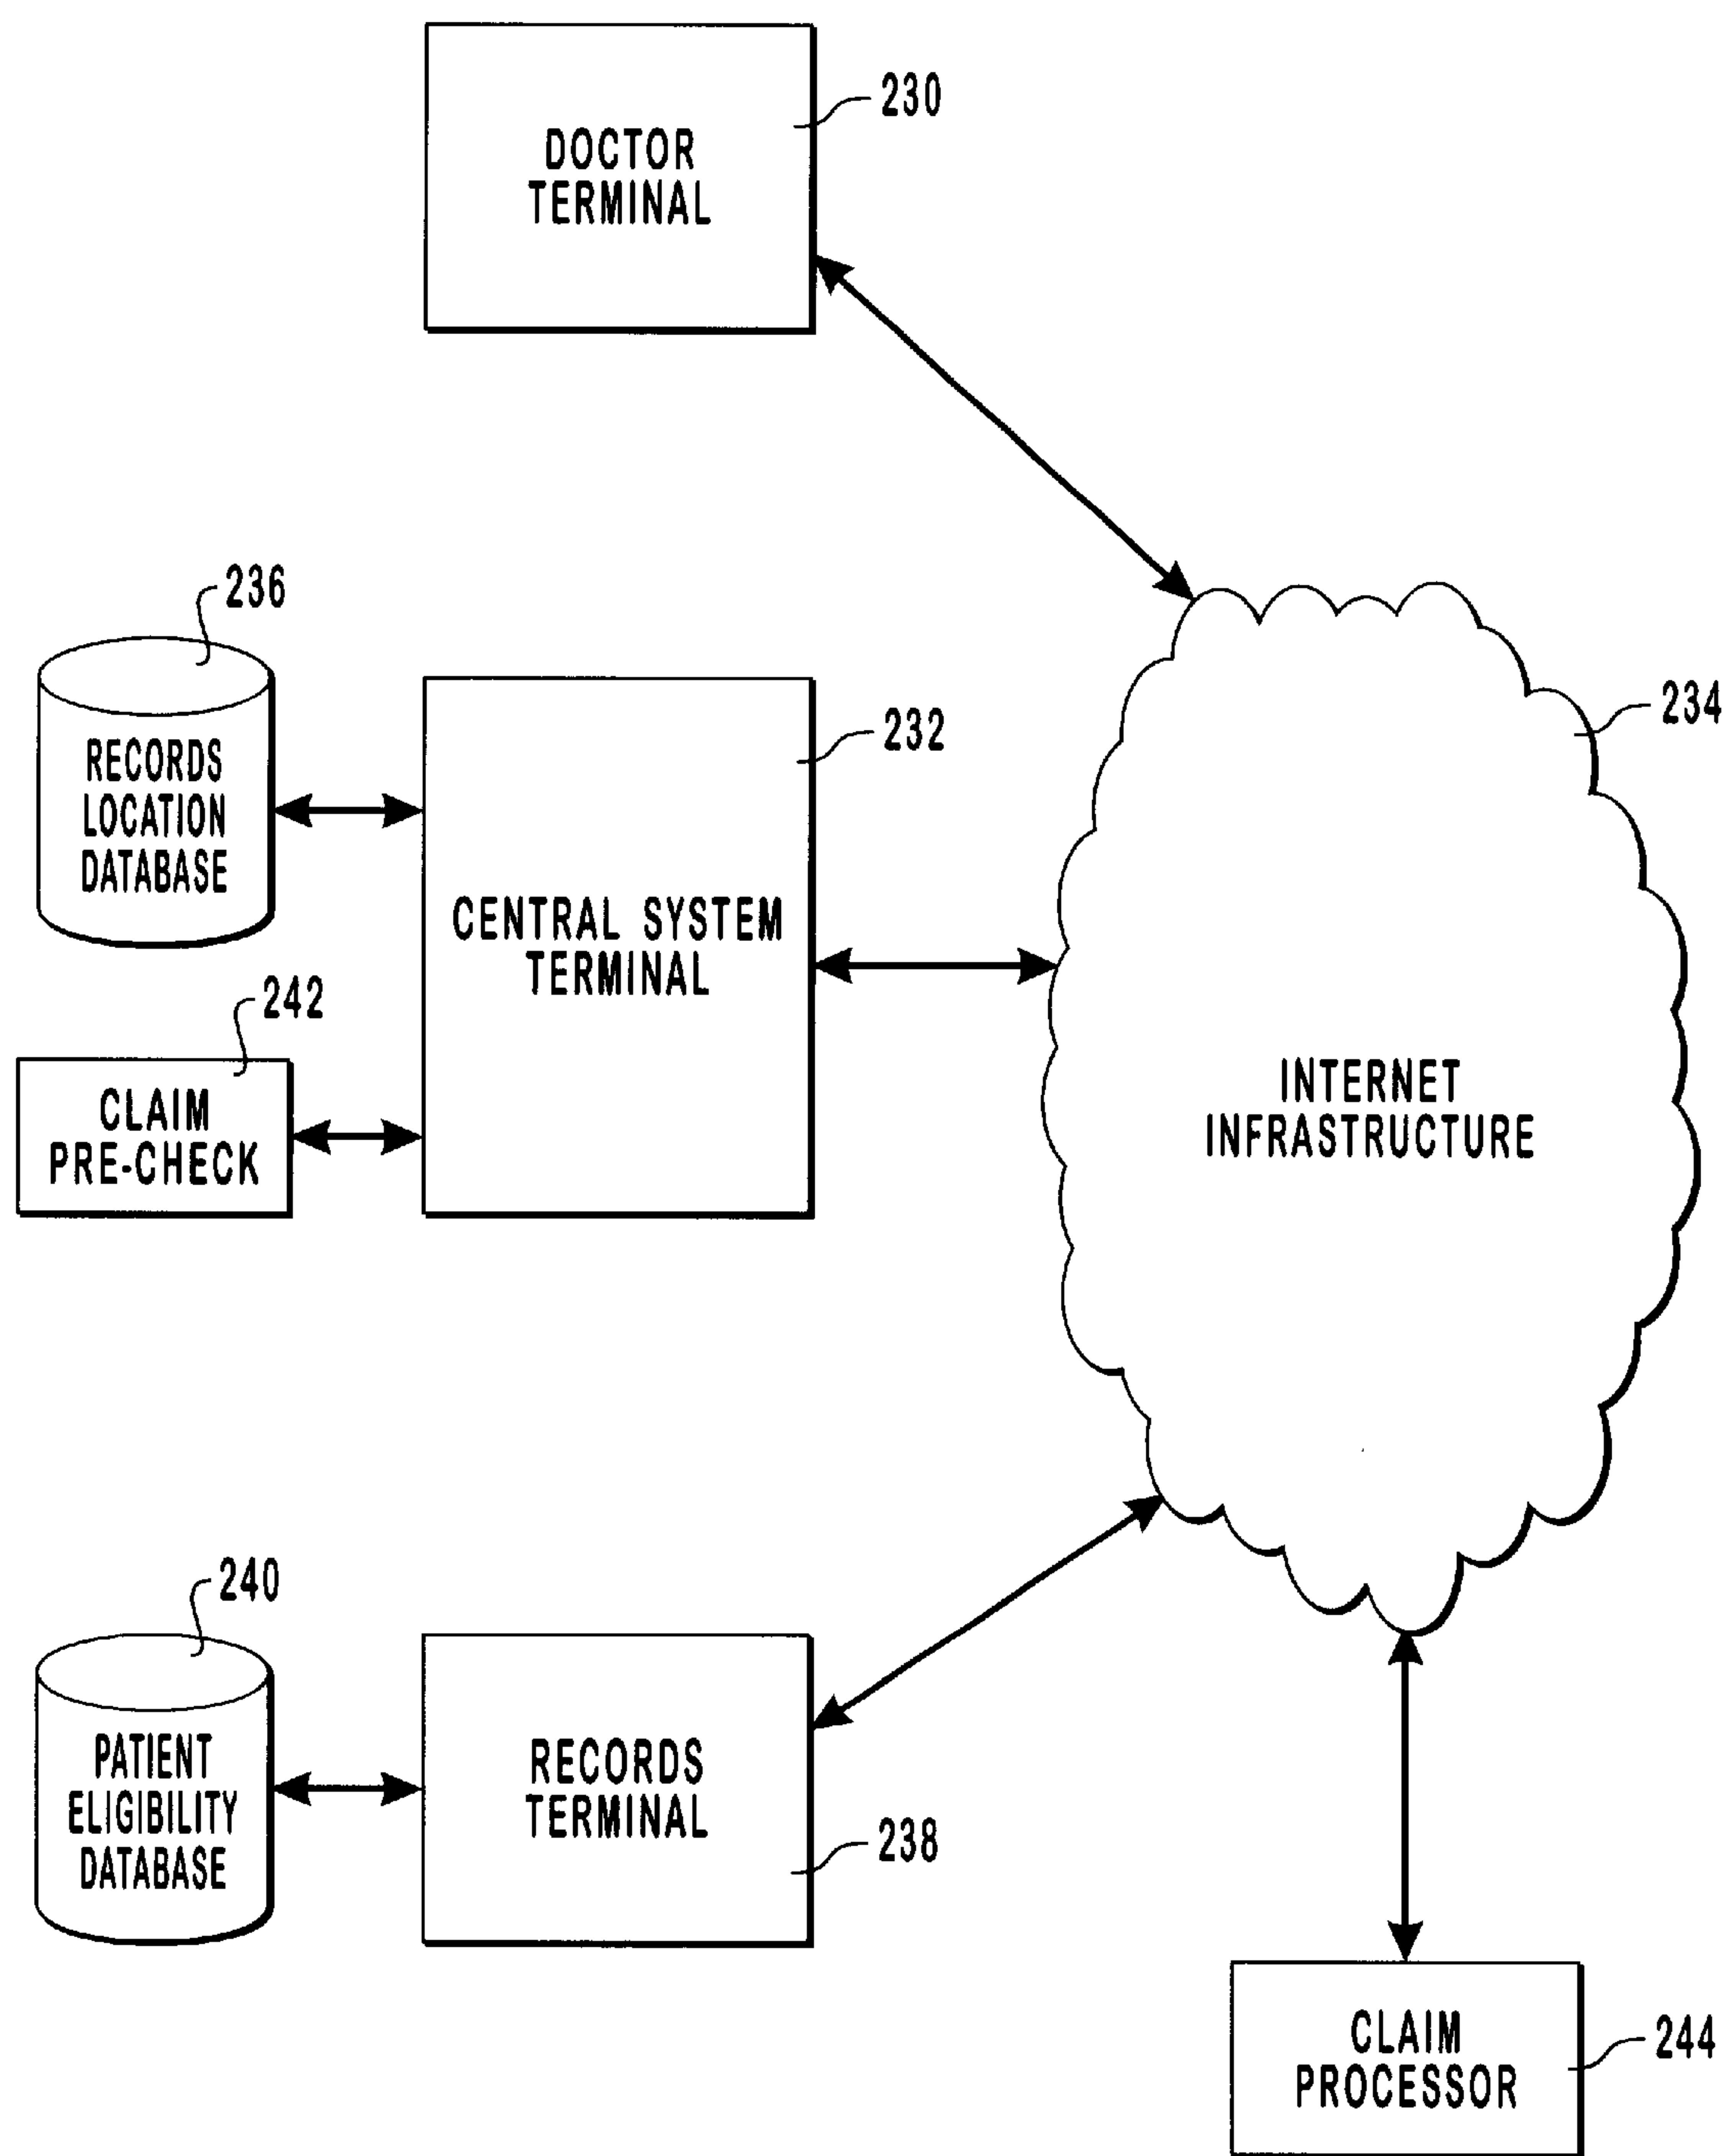 230
DOCTOR
TERMINAL
236
232
234
RECORDS
LOCATION
DATABASE
CENTRAL SYSTEM
TERMINAL
242
CLAIM
PRE-CHECK
INTERNET
INFRASTRUCTURE
240
PATIENT
ELIGIBILITY
DATABASE
RECORDS
TERMINAL
238
CLAIM
PROCESSOR
244